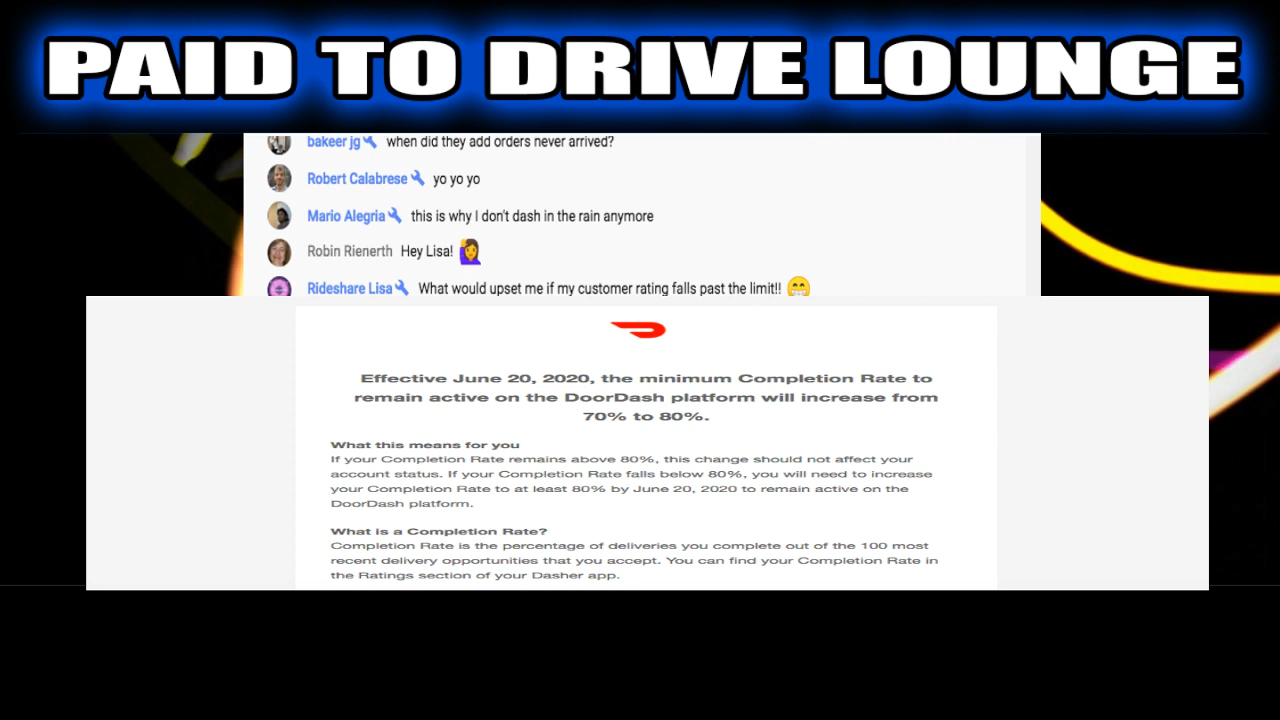 PAID TO DRIVE LOUNGE
bakeer jg when did they add orders never arrived?
Robert Calabrese yo yo yo
Mario Alegria this is why I don't dash in the rain anymore
Robin Rienerth Hey Lisa!
Rideshare Lisa What would upset me if my customer rating falls past the limit!!
Effective June 20, 2020, the minimum Completion Rate to
remain active on the DoorDash platform will increase from
70% to 80%.
What this means for you
If your Completion Rate remains above 80%, this change should not affect your
account status. If your Completion Rate falls below 80%, you will need to increase
your Completion Rate to at least 80% by June 20, 2020 to remain active on the
DoorDash platform.
What is a Completion Rate?
Completion Rate is the percentage of deliveries you complete out of the 100 most
recent delivery opportunities that you accept. You can find your Completion Rate in
the Ratings section of your Dasher app.